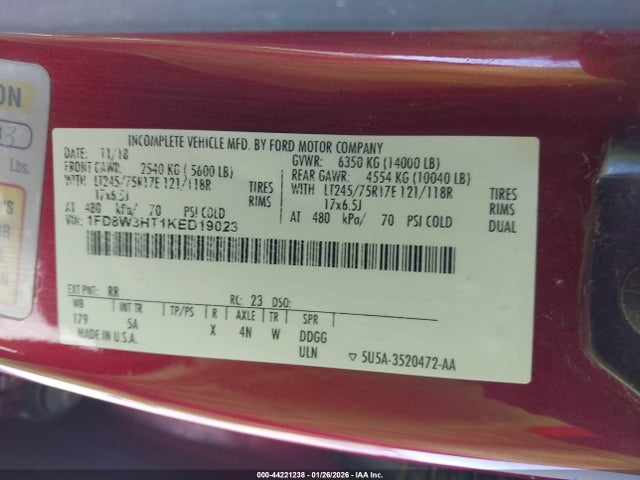 ON
3
Lbs.
'S
R
N
INCOMPLETE VEHICLE MFD. BY FORD MOTOR COMPANY
DATE: 11/18 GVWR: 6350 KG (14000 LB)
FRONT GAWR: 2540 KG (5600 LB) REAR GAWR: 4554 KG (10040 LB)
WITH LT245/75R17E 121/118R TIRES WITH LT245/75R17E 121/118R TIRES
17x6.5J RIMS 17x6.5J RIMS
AT 480 kPa/ 70 PSI COLD AT 480 kPa/ 70 PSI COLD
VIN: 1FD8W3HT1KED19023
EXT PNT: RR RC: 23 DSO:
WB INT TR TP/PS R AXLE TR SPR
179 5A X 4N W DDGG
MADE IN U.S.A. ULN ▽ 5U5A-3520472-AA
000-44221238 - 01/26/2026 - IAA Inc.